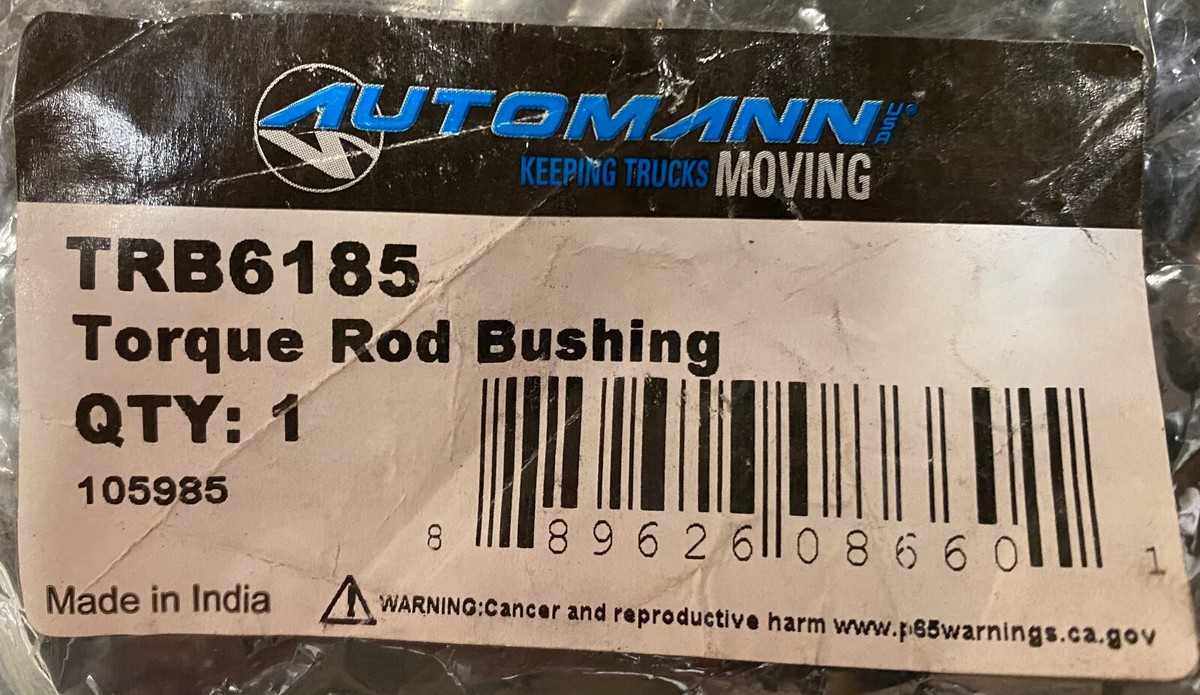 AUTOMANN USA®
KEEPING TRUCKS MOVING
TRB6185
Torque Rod Bushing
QTY: 1
105985
8 89626 08660 1
Made in India
WARNING:Cancer and reproductive harm www.p65warnings.ca.gov